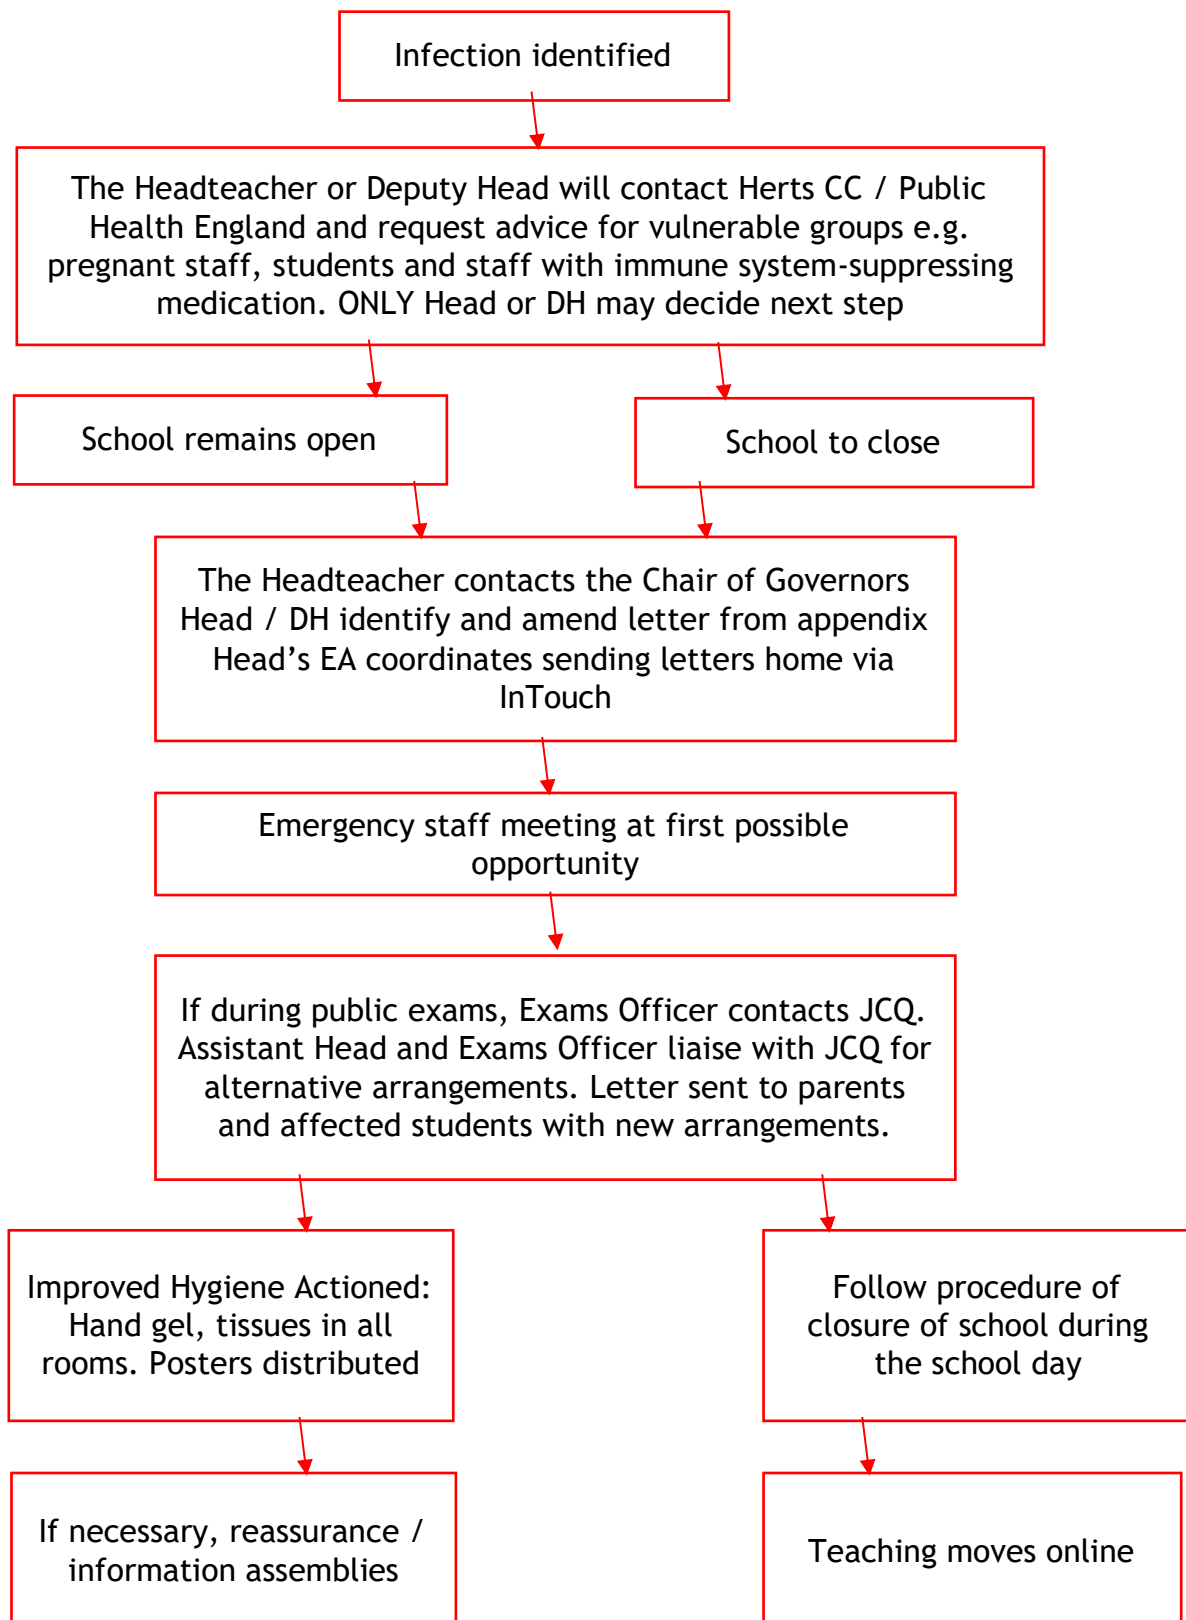 Infection identified
The Headteacher or Deputy Head will contact Herts CC / Public
Health England and request advice for vulnerable groups e.g.
pregnant staff, students and staff with immune system-suppressing
medication. ONLY Head or DH may decide next step
School remains open
School to close
The Headteacher contacts the Chair of Governors
Head / DH identify and amend letter from appendix
Head’s EA coordinates sending letters home via
InTouch
Emergency staff meeting at first possible
opportunity
If during public exams, Exams Officer contacts JCQ.
Assistant Head and Exams Officer liaise with JCQ for
alternative arrangements. Letter sent to parents
and affected students with new arrangements.
Improved Hygiene Actioned:
Hand gel, tissues in all
rooms. Posters distributed
Follow procedure of
closure of school during
the school day
If necessary, reassurance /
information assemblies
Teaching moves online